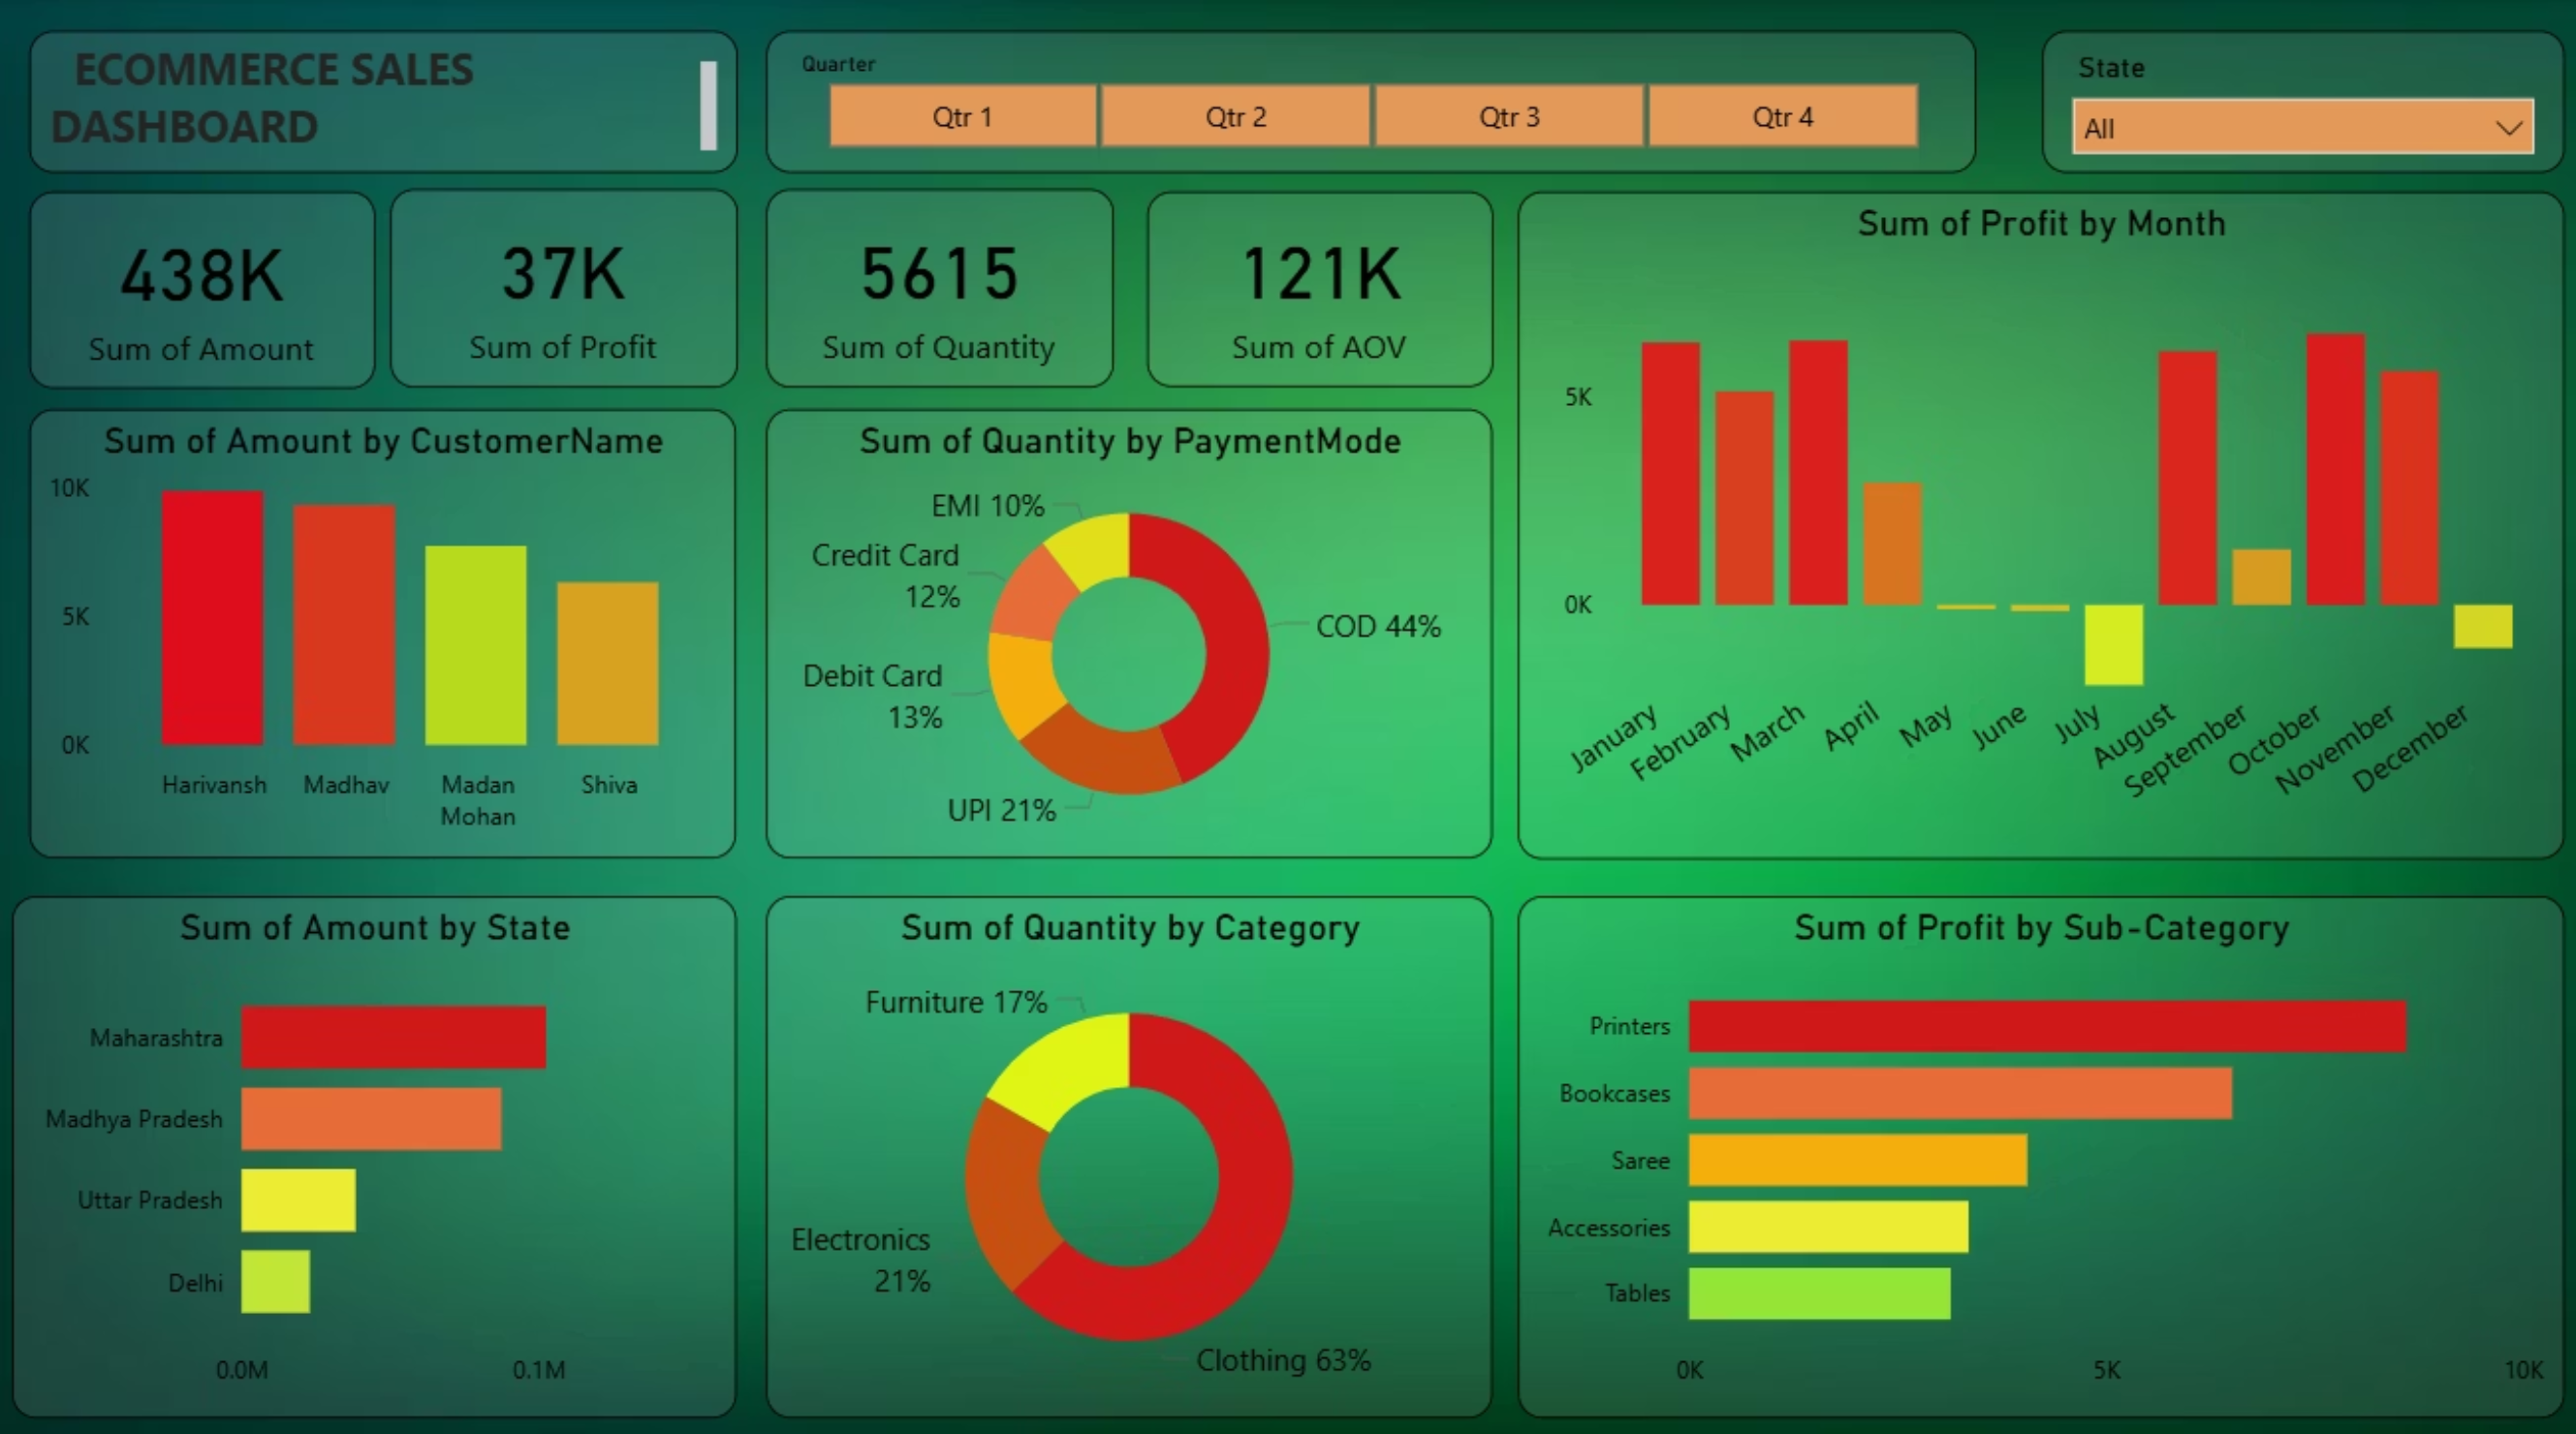 ECOMMERCE SALES
DASHBOARD
Quarter
Qtr 1
Qtr 2
Qtr 3
Qtr 4
State
All
438K
Sum of Amount
37K
Sum of Profit
5615
Sum of Quantity
121K
Sum of AOV
Sum of Profit by Month
5K
0K
January
February
March
April
May
June
July
August
September
October
November
December
Sum of Amount by CustomerName
10K
5K
0K
Harivansh
Madhav
Madan
Mohan
Shiva
Sum of Quantity by PaymentMode
EMI 10%
Credit Card
12%
COD 44%
Debit Card
13%
UPI 21%
Sum of Amount by State
Maharashtra
Madhya Pradesh
Uttar Pradesh
Delhi
0.0M
0.1M
Sum of Quantity by Category
Furniture 17%
Electronics
21%
Clothing 63%
Sum of Profit by Sub-Category
Printers
Bookcases
Saree
Accessories
Tables
0K
5K
10K